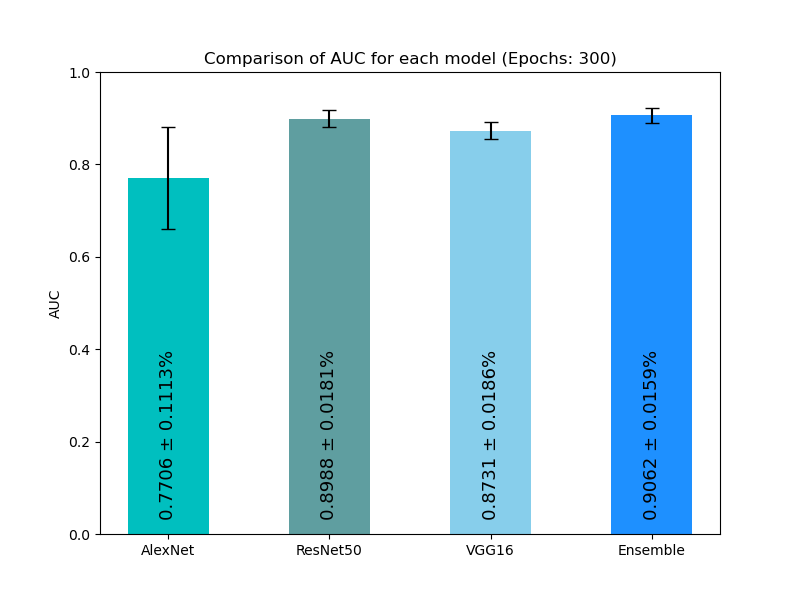 Comparison of AUC for each model (Epochs: 300)
1.0
0.8
0.6
0.4
0.2
0.0
AUC
0.7706 ± 0.1113%
0.8988 ± 0.0181%
0.8731 ± 0.0186%
0.9062 ± 0.0159%
AlexNet
ResNet50
VGG16
Ensemble